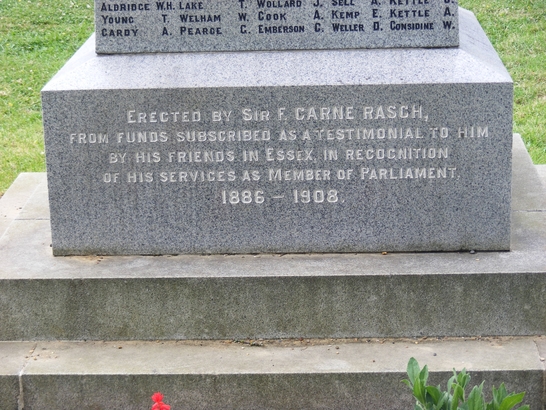 ALDRIDGE W.H. LAKE T. WOLLARD J. SELL A. KETTLE D.
YOUNG T. WELHAM W. COOK A. KEMP E. KETTLE A.
CARDY A. PEARCE C. EMBERSON C. WELLER D. CONSIDINE W.
ERECTED BY SIR F. CARNE RASCH,
FROM FUNDS SUBSCRIBED AS A TESTIMONIAL TO HIM
BY HIS FRIENDS IN ESSEX, IN RECOGNITION
OF HIS SERVICES AS MEMBER OF PARLIAMENT.
1886 – 1908.